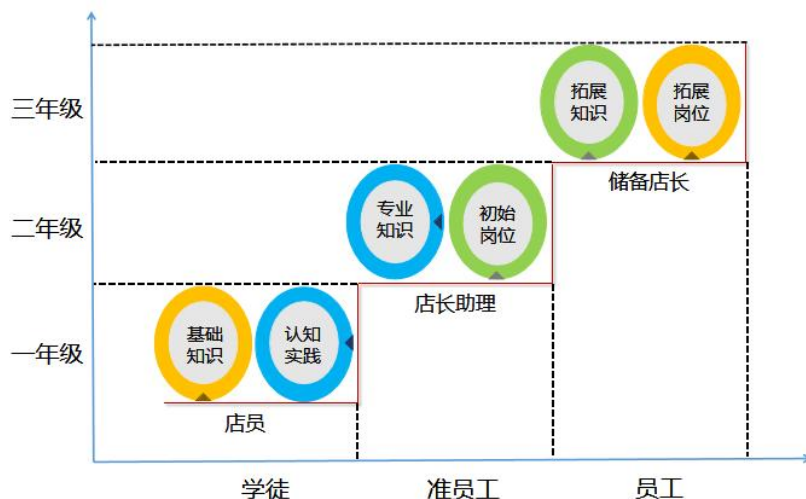 三年级
拓展
知识
拓展
岗位
储备店长
二年级
专业
知识
初始
岗位
店长助理
一年级
基础
知识
认知
实践
店员
学徒
准员工
员工